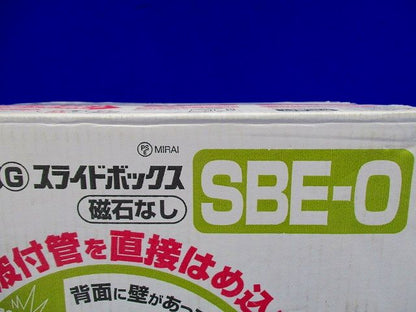 PS E MIRAI
G スライドボックス
磁石なし
SBE-O
付管を直接はめ込
背面に壁があっ